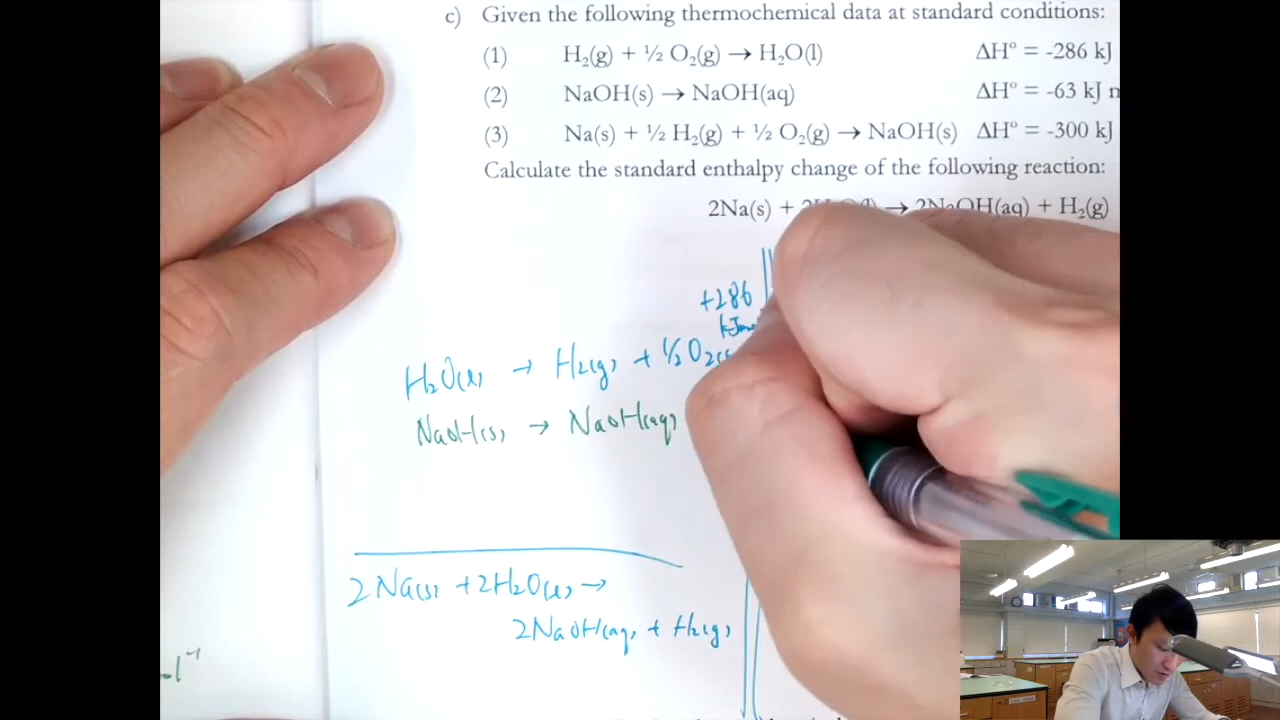 c) Given the following thermochemical data at standard conditions:
(1) H₂(g) + ½ O₂(g) → H₂O(l) ΔH° = -286 kJ
(2) NaOH(s) → NaOH(aq) ΔH° = -63 kJ
(3) Na(s) + ½ H₂(g) + ½ O₂(g) → NaOH(s) ΔH° = -300 kJ
Calculate the standard enthalpy change of the following reaction:
2Na(s) + → 2NaOH(aq) + H₂(g)
+286
H₂O(l) → H₂(g) + ½ O₂
NaOH(s) → NaOH(aq)
2Na(s) + 2H₂O(l) →
2NaOH(aq) + H₂(g)